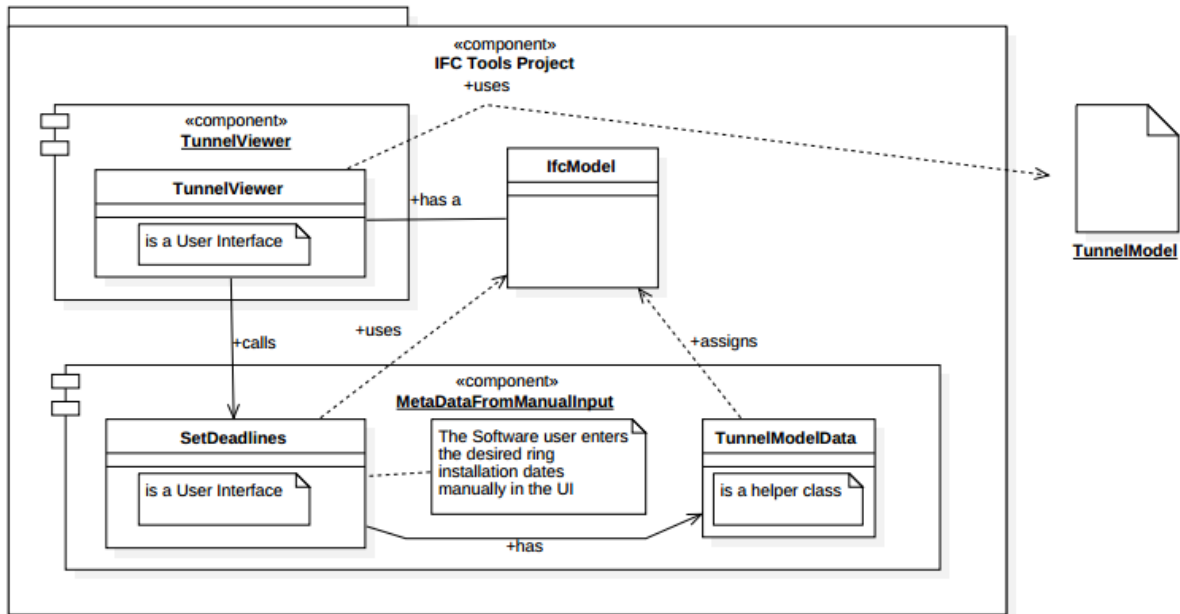 «component»
IFC Tools Project
+uses
«component»
TunnelViewer
TunnelViewer
is a User Interface
+has a
IfcModel
TunnelModel
+calls
+uses
+assigns
«component»
MetaDataFromManualInput
SetDeadlines
is a User Interface
The Software user enters
the desired ring
installation dates
manually in the UI
TunnelModelData
is a helper class
+has